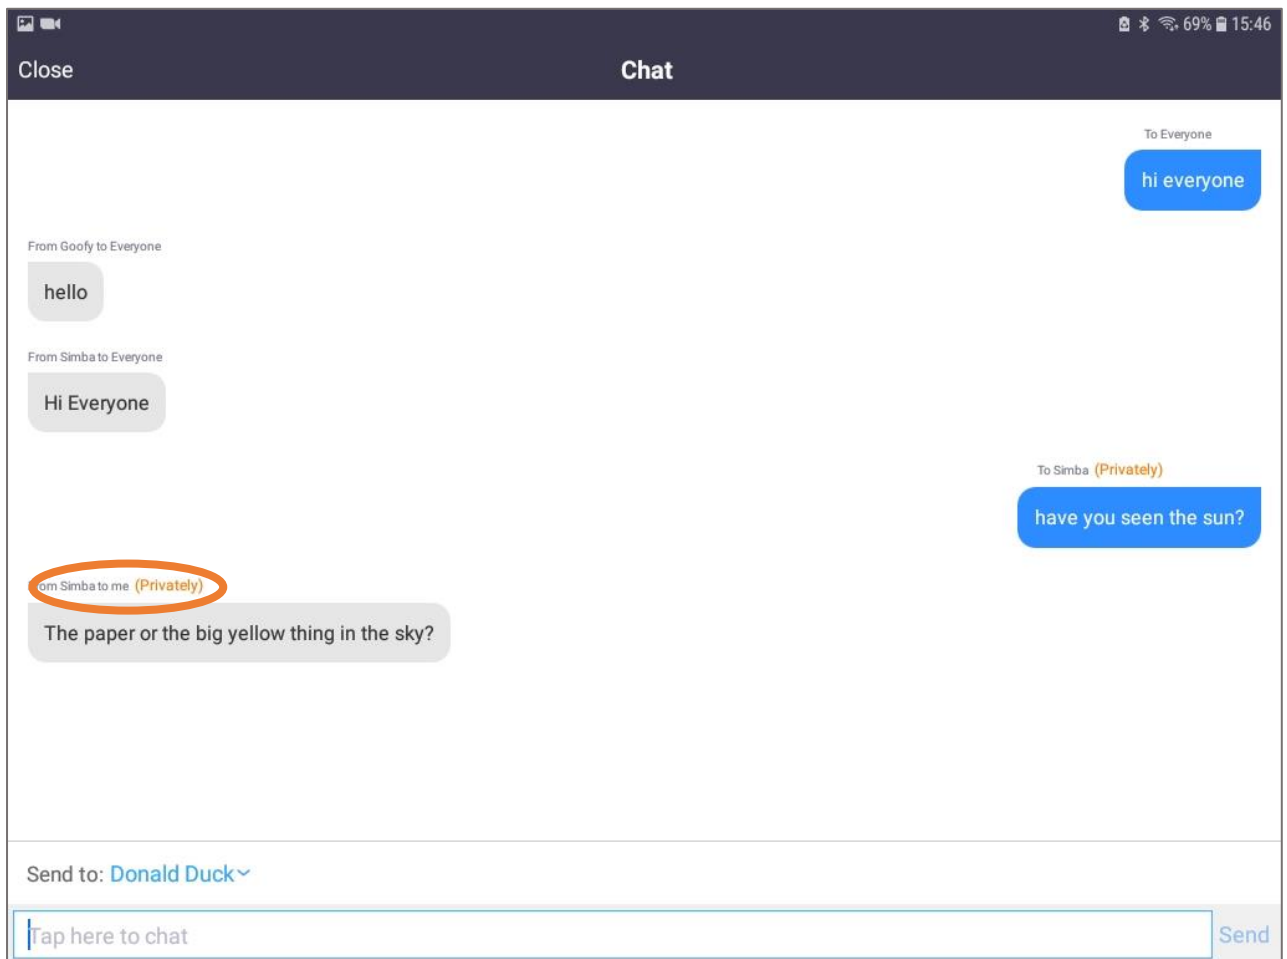 69% 15:46
Close Chat
To Everyone
hi everyone
From Goofy to Everyone
hello
From Simba to Everyone
Hi Everyone
To Simba (Privately)
have you seen the sun?
From Simba to me (Privately)
The paper or the big yellow thing in the sky?
Send to: Donald Duck
Tap here to chat Send